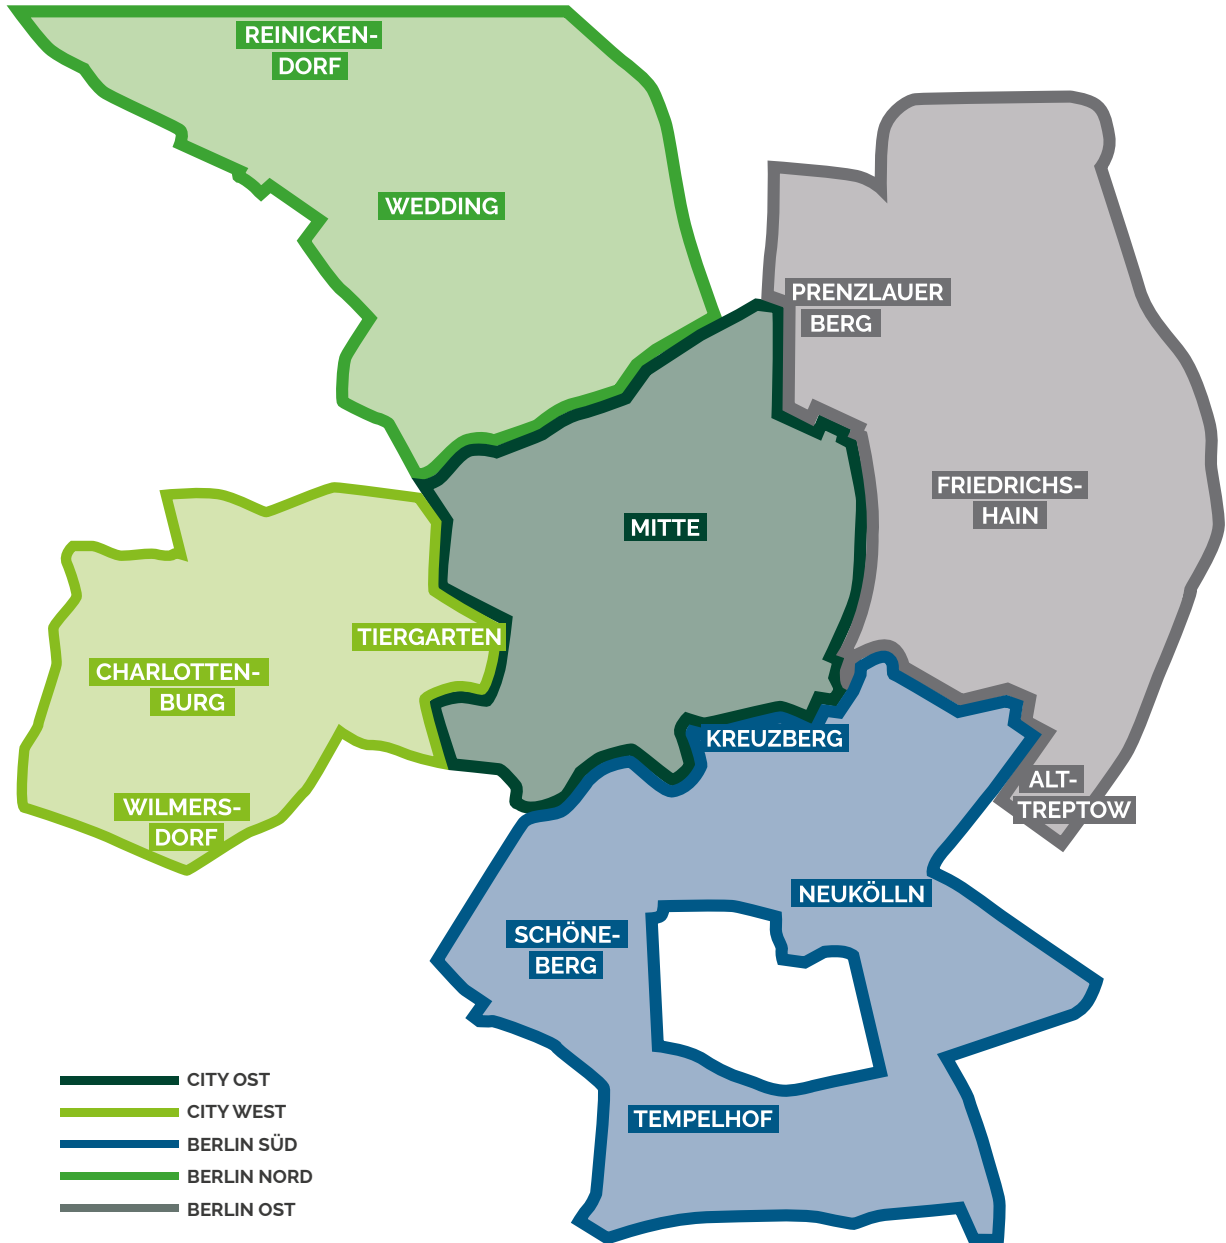 REINICKEN-
DORF
WEDDING
PRENZLAUER
BERG
FRIEDRICHS-
HAIN
MITTE
TIERGARTEN
CHARLOTTEN-
BURG
WILMERS-
DORF
KREUZBERG
ALT-
TREPTOW
NEUKÖLLN
SCHÖNE-
BERG
TEMPELHOF
CITY OST
CITY WEST
BERLIN SÜD
BERLIN NORD
BERLIN OST